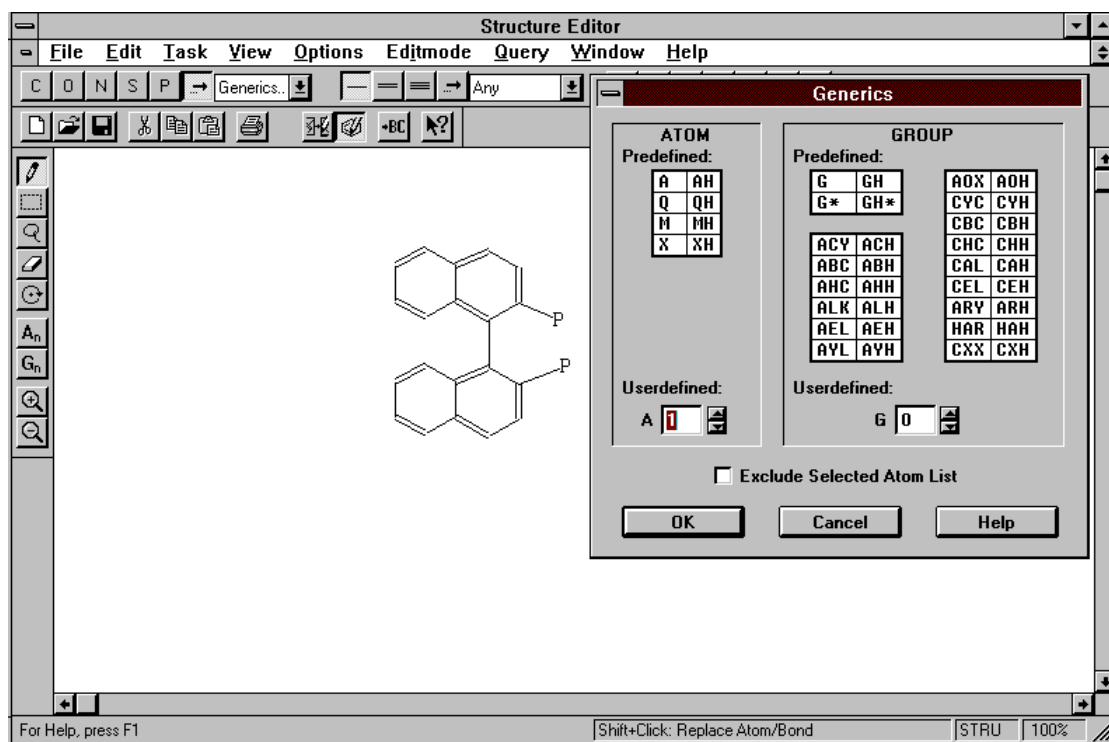 Structure Editor
File Edit Task View Options Editmode Query Window Help
C O N S P Generics.. Any
BC ?
Generics
ATOM
Predefined:
A AH
Q QH
M MH
X XH
Userdefined:
A 1
GROUP
Predefined:
G GH
G* GH*
ACY ACH
ABC ABH
AHC AHH
ALK ALH
AEL AEH
AYL AYH
AOX AOH
CYC CYH
CBC CBH
CHC CHH
CAL CAH
CEL CEH
ARY ARH
HAR HAH
CXX CXH
Userdefined:
G 0
Exclude Selected Atom List
OK Cancel Help
An
Gn
P
P
For Help, press F1 Shift+Click: Replace Atom/Bond STRU 100%